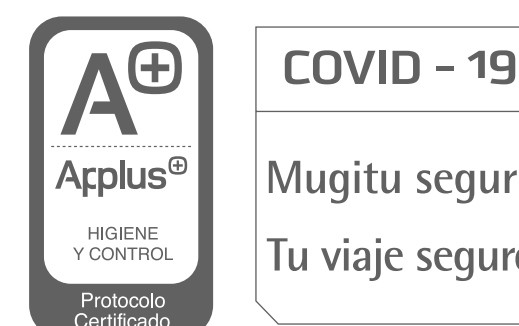 A+
Applus+
HIGIENE
Y CONTROL
Protocolo
Certificado
COVID - 19
Mugitu segur
Tu viaje segur